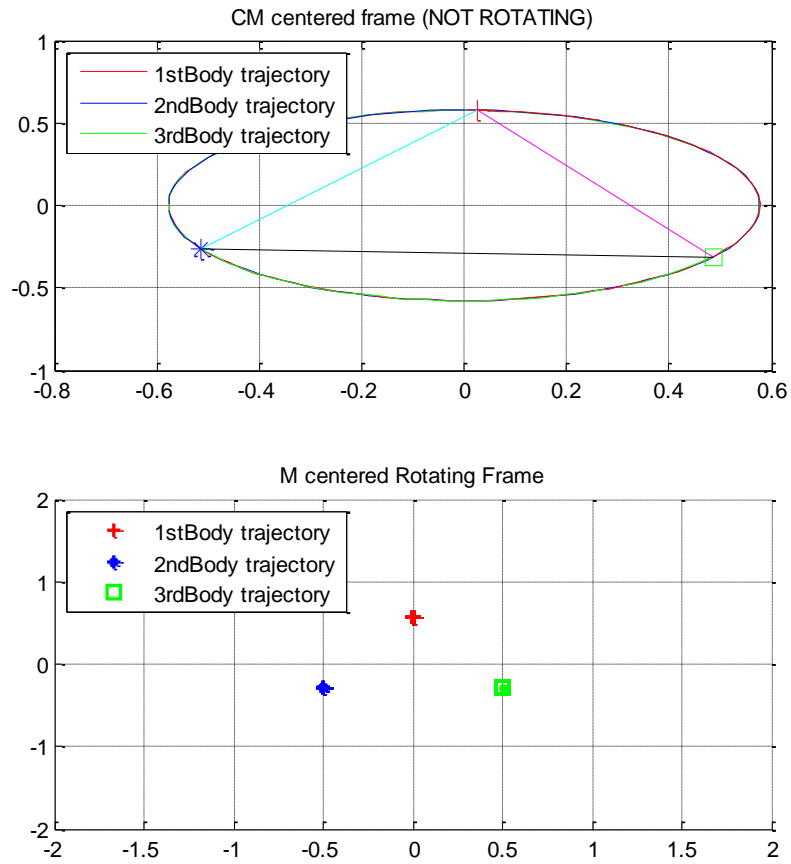 CM centered frame (NOT ROTATING)
1stBody trajectory
2ndBody trajectory
3rdBody trajectory
1
0.5
0
-0.5
-1
-0.8 -0.6 -0.4 -0.2 0 0.2 0.4 0.6
M centered Rotating Frame
1stBody trajectory
2ndBody trajectory
3rdBody trajectory
2
1
0
-1
-2
-2 -1.5 -1 -0.5 0 0.5 1 1.5 2